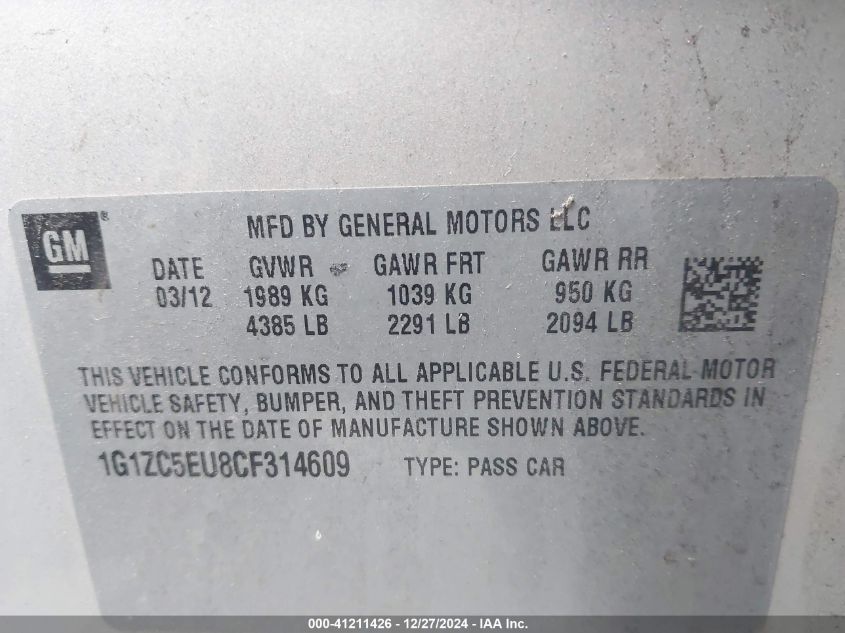 GM®
MFD BY GENERAL MOTORS LLC
DATE GVWR GAWR FRT GAWR RR
03/12 1989 KG 1039 KG 950 KG
4385 LB 2291 LB 2094 LB
THIS VEHICLE CONFORMS TO ALL APPLICABLE U.S. FEDERAL MOTOR
VEHICLE SAFETY, BUMPER, AND THEFT PREVENTION STANDARDS IN
EFFECT ON THE DATE OF MANUFACTURE SHOWN ABOVE.
1G1ZC5EU8CF314609 TYPE: PASS CAR
000-41211426 - 12/27/2024 - IAA Inc.